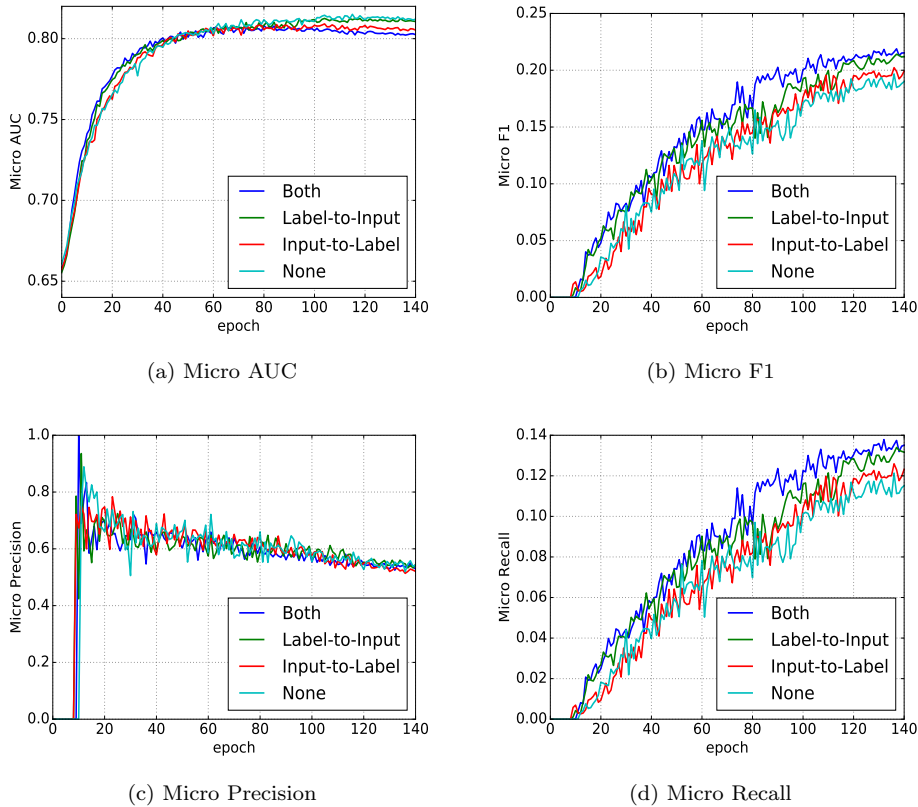 0.80
0.75
0.70
0.65
Micro AUC
0 20 40 60 80 100 120 140
epoch
Both
Label-to-Input
Input-to-Label
None
(a) Micro AUC
0.25
0.20
0.15
0.10
0.05
0.00
Micro F1
0 20 40 60 80 100 120 140
epoch
Both
Label-to-Input
Input-to-Label
None
(b) Micro F1
1.0
0.8
0.6
0.4
0.2
0.0
Micro Precision
0 20 40 60 80 100 120 140
epoch
Both
Label-to-Input
Input-to-Label
None
(c) Micro Precision
0.14
0.12
0.10
0.08
0.06
0.04
0.02
0.00
Micro Recall
0 20 40 60 80 100 120 140
epoch
Both
Label-to-Input
Input-to-Label
None
(d) Micro Recall